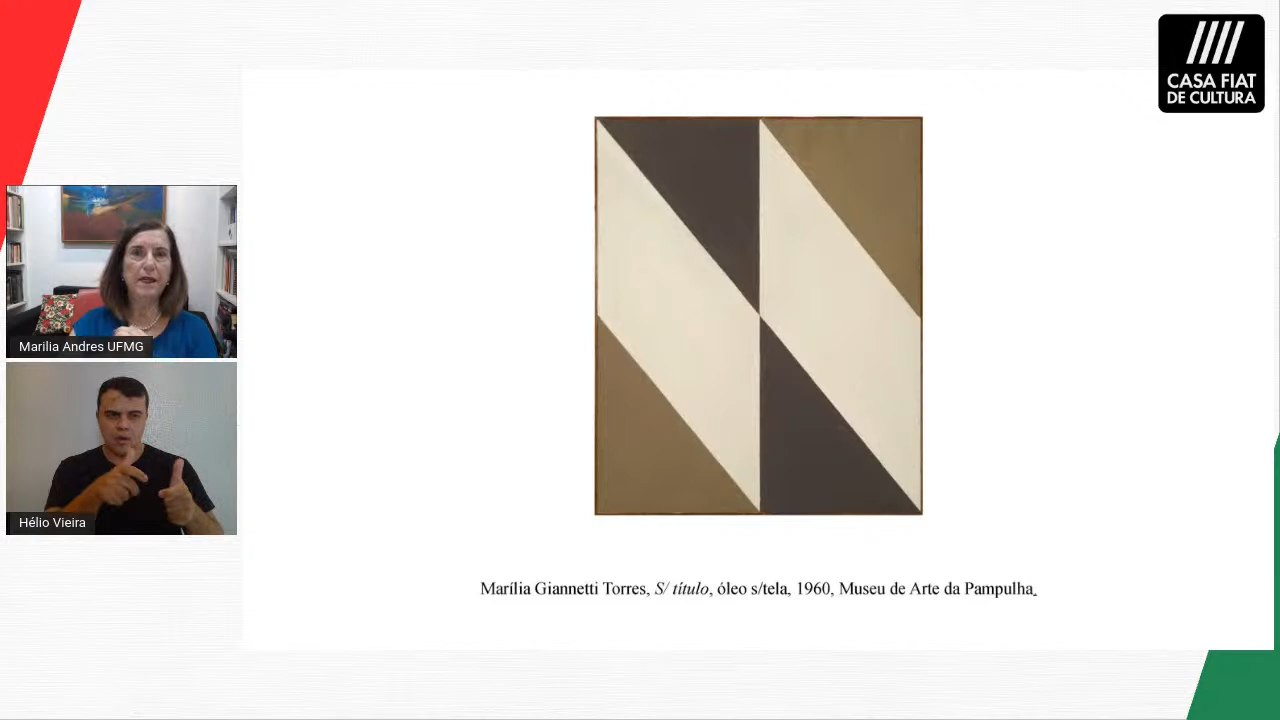 CASA FIAT
DE CULTURA
Marilia Andres UFMG
Hélio Vieira
Marília Giannetti Torres, S/ título, óleo s/tela, 1960, Museu de Arte da Pampulha.